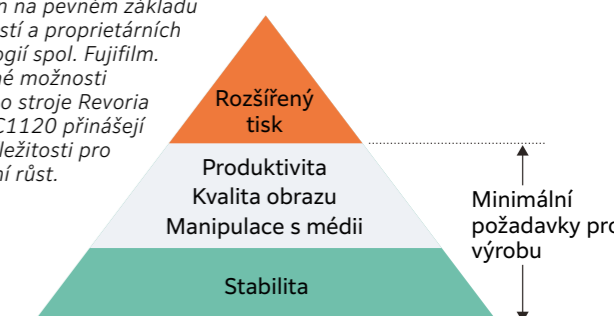 na pevném základu
stí a proprietárních
ogií spol. Fujifilm.
né možnosti
o stroje Revoria
C1120 přinášejí
ležitosti pro
ní růst.
Rozšířený
tisk
Produktivita
Kvalita obrazu
Manipulace s médii
Stabilita
Minimální
požadavky pro
výrobu